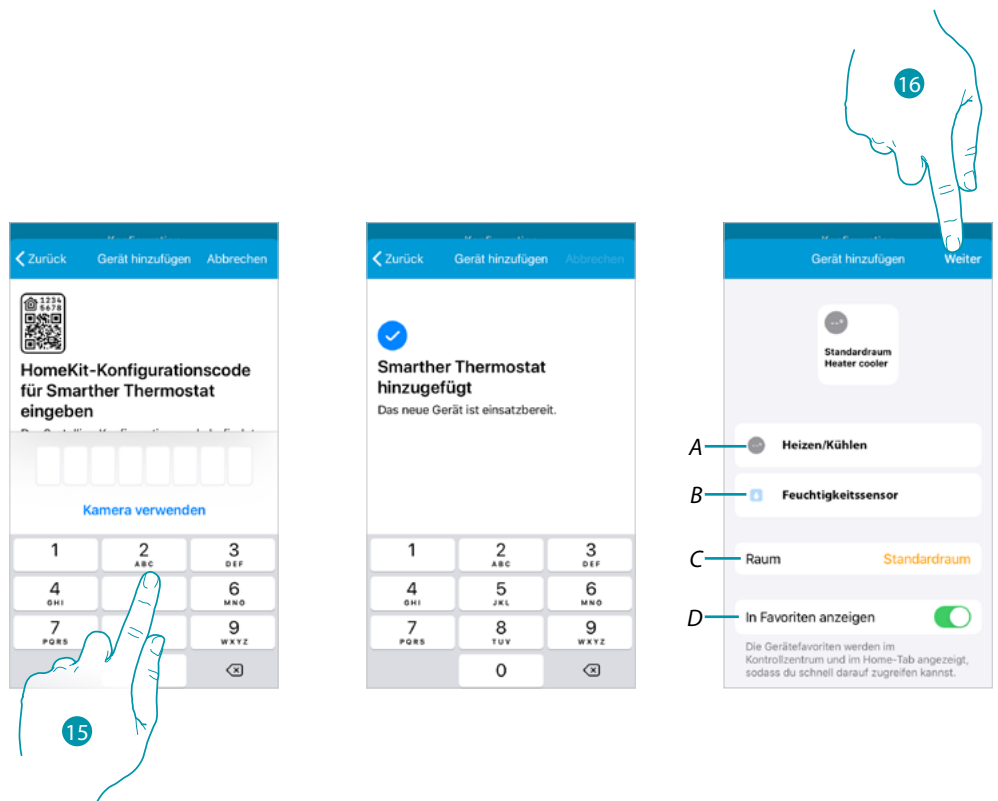 16
Zurück Gerät hinzufügen Abbrechen
1234
5678
HomeKit-Konfigurationscode
für Smarther Thermostat
eingeben
Kamera verwenden
1 2 3
ABC DEF
4 6
GHI MNO
7 9
PQRS WXYZ
15
Zurück Gerät hinzufügen Abbrechen
Smarther Thermostat
hinzugefügt
Das neue Gerät ist einsatzbereit.
1 2 3
ABC DEF
4 5 6
GHI JKL MNO
7 8 9
PQRS TUV WXYZ
0
Gerät hinzufügen Weiter
Standardraum
Heater cooler
A Heizen/Kühlen
B Feuchtigkeitssensor
C Raum Standardraum
D In Favoriten anzeigen
Die Gerätefavoriten werden im
Kontrollzentrum und im Home-Tab angezeigt,
sodass du schnell darauf zugreifen kannst.